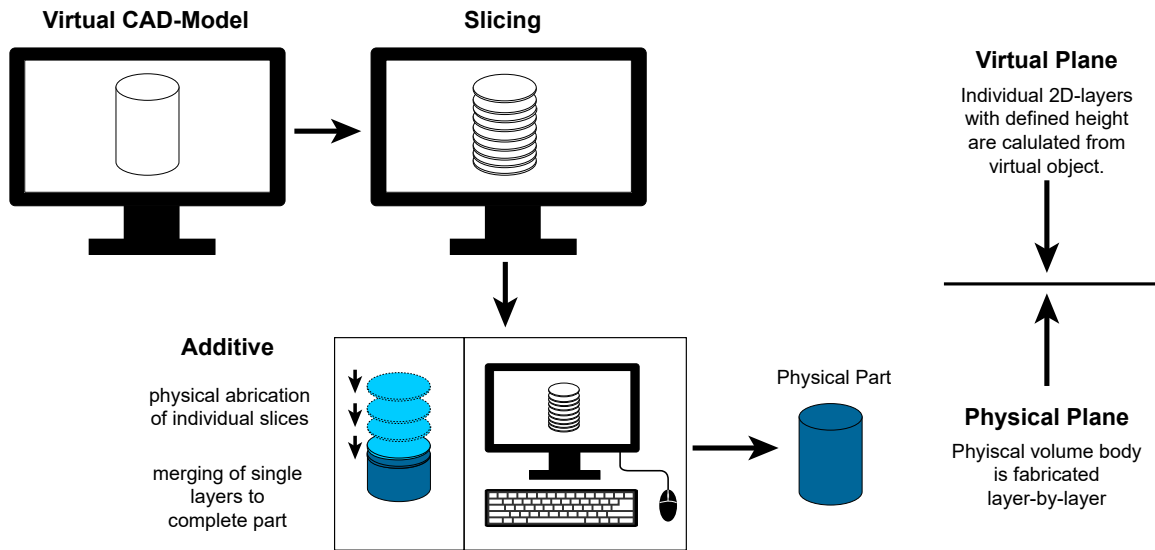 Virtual CAD-Model
Slicing
Virtual Plane
Individual 2D-layers
with defined height
are calulated from
virtual object.
Additive
physical abrication
of individual slices
merging of single
layers to
complete part
Physical Part
Physical Plane
Phyiscal volume body
is fabricated
layer-by-layer